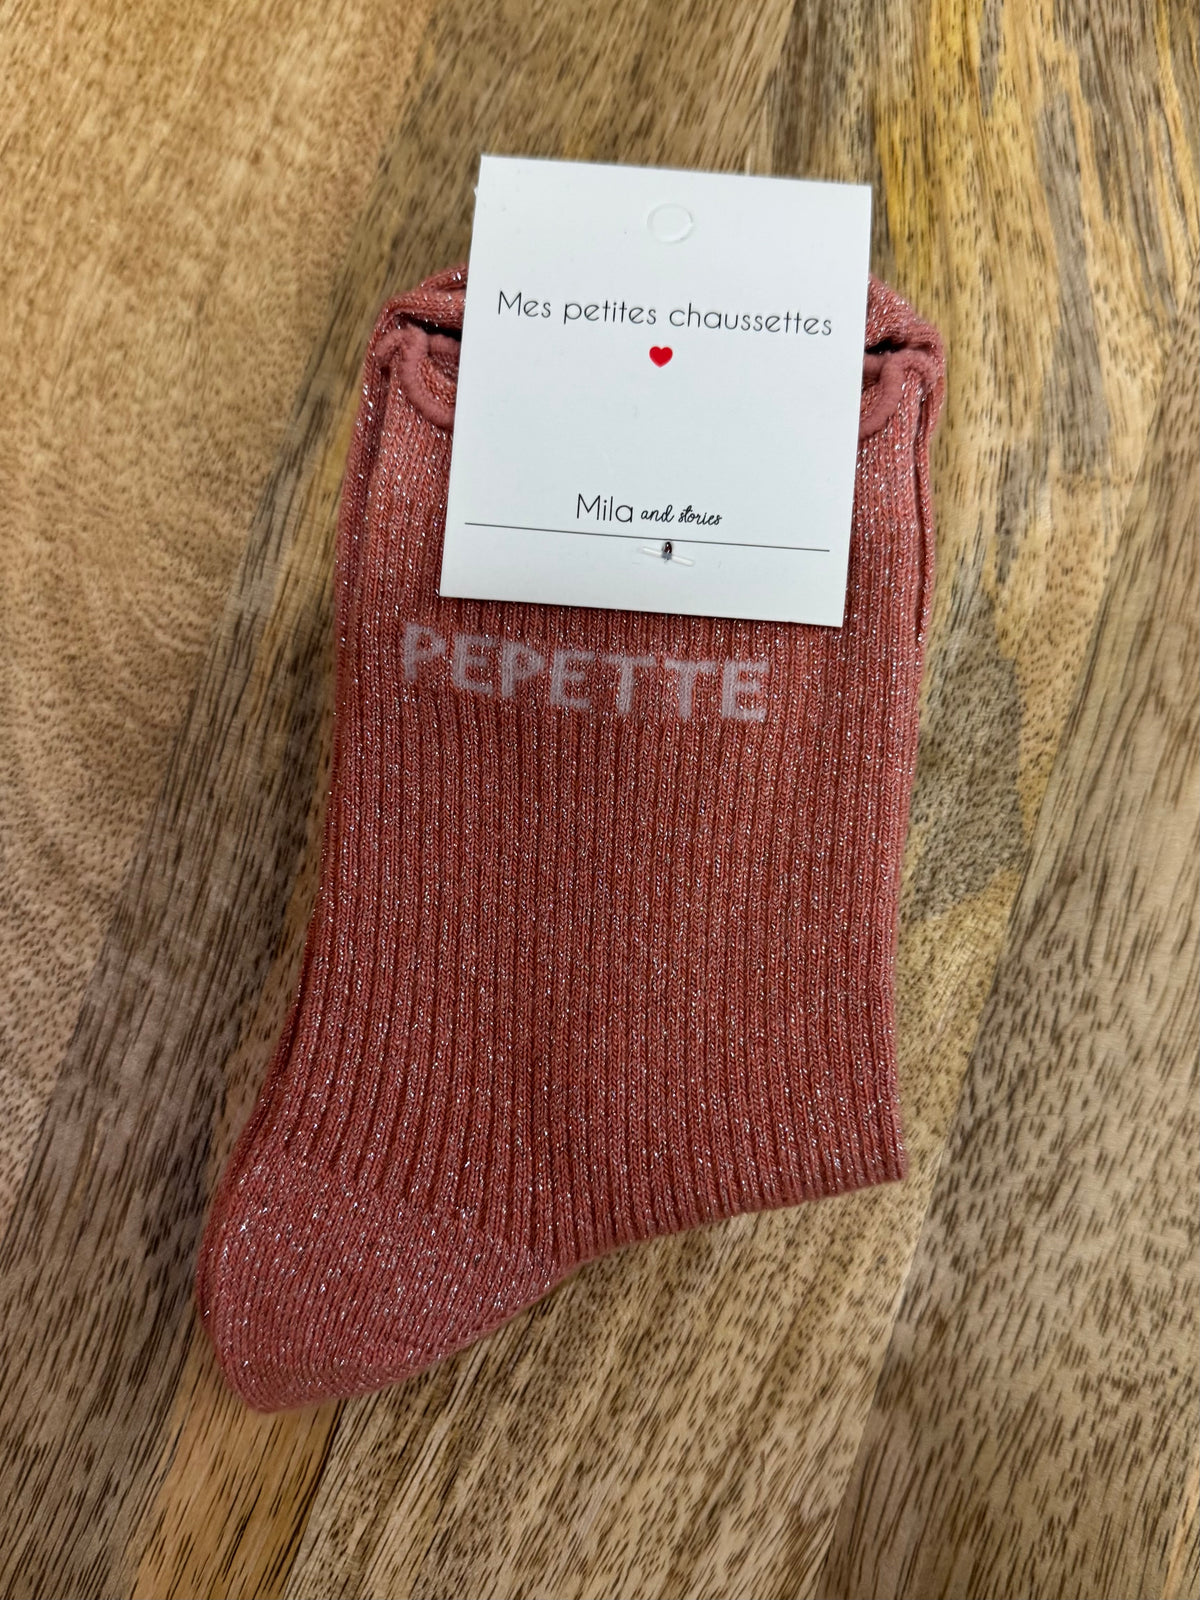 Mes petites chaussettes
Mila and stories
PEPETTE